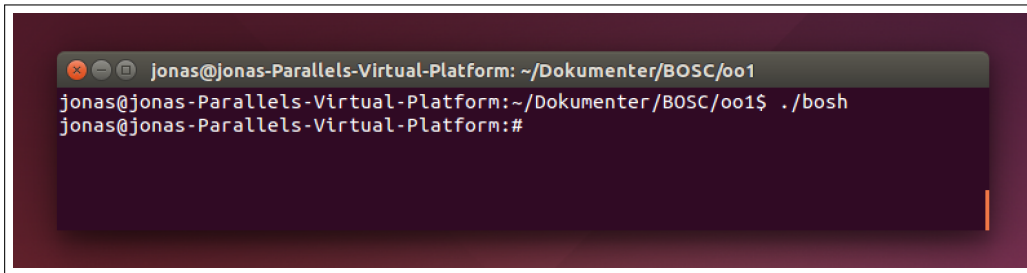 jonas@jonas-Parallels-Virtual-Platform: ~/Dokumenter/BOSC/oo1
jonas@jonas-Parallels-Virtual-Platform:~/Dokumenter/BOSC/oo1$ ./bosh
jonas@jonas-Parallels-Virtual-Platform:#